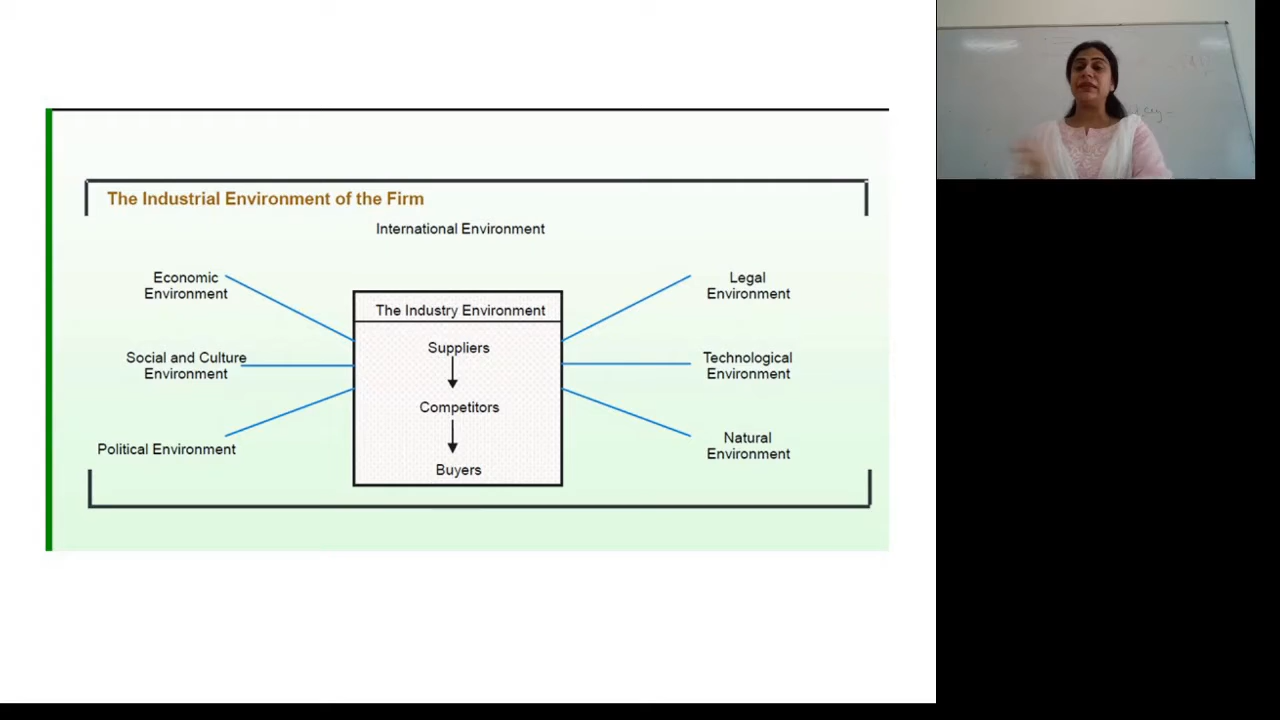 The Industrial Environment of the Firm
International Environment
Economic
Environment
Legal
Environment
The Industry Environment
Suppliers
Social and Culture
Environment
Technological
Environment
Competitors
Political Environment
Natural
Environment
Buyers